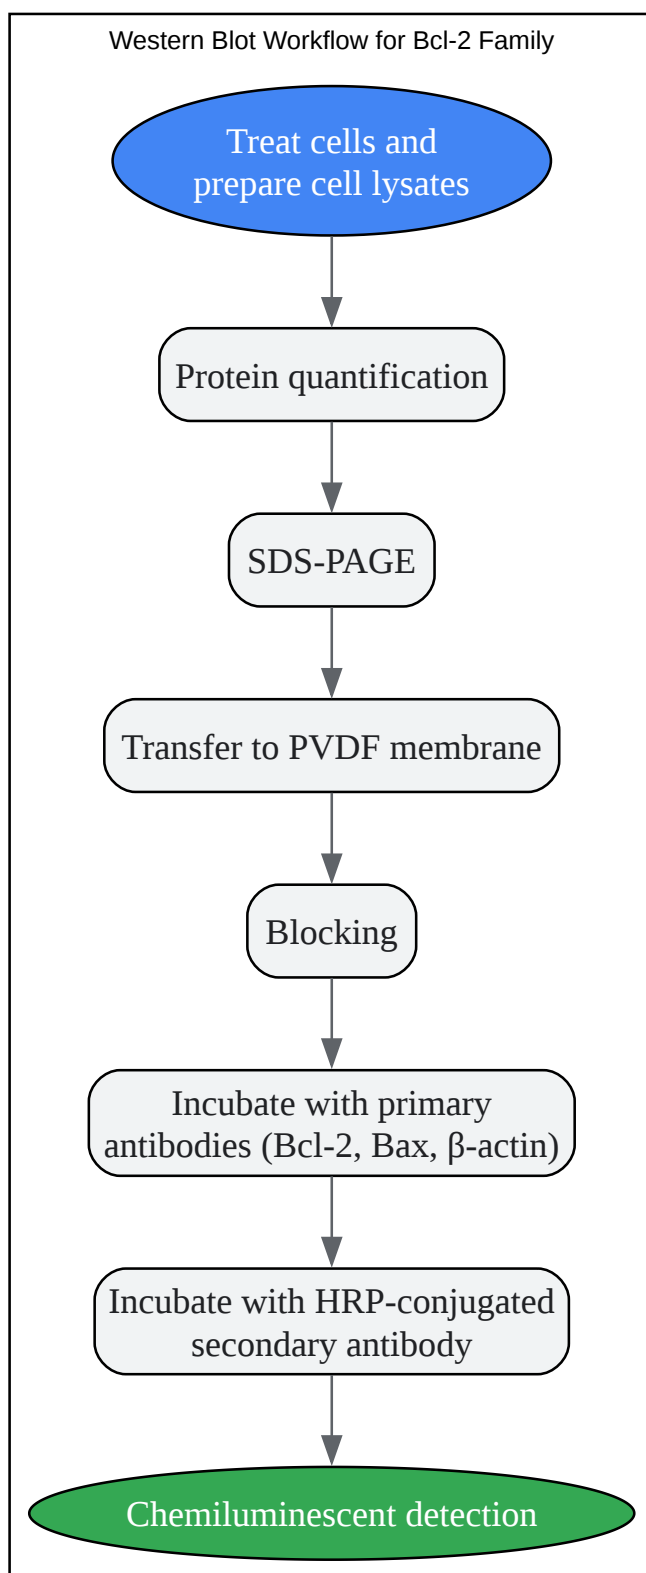 Western Blot Workflow for Bcl-2 Family
Treat cells and
prepare cell lysates
Protein quantification
SDS-PAGE
Transfer to PVDF membrane
Blocking
Incubate with primary
antibodies (Bcl-2, Bax, β-actin)
Incubate with HRP-conjugated
secondary antibody
Chemiluminescent detection